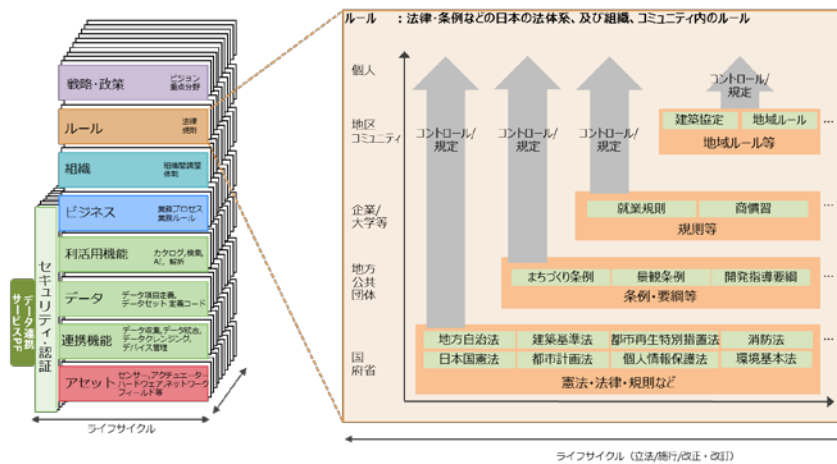 戦略・政策
ビジョン
重点分野
ルール
法律
規則
組織
組織間調整
体制
ビジネス
業務プロセス
業務ルール
利活用機能
カタログ,検索,
AI, 解析
データ
データ項目定義,
データセット 定義コード
連携機能
データ収集,データ統合,
データクレンジング,
デバイス管理
アセット
センサー,アクチュエーター,
ハードウェア,ネットワーク
フィールド等
セキュリティ・認証
データ連携
サービスPF
ライフサイクル
ルール :法律・条例などの日本の法体系、及び組織、コミュニティ内のルール
個人
地区
コミュニティ
企業/
大学等
地方
公共
団体
国
府省
コントロール/
規定
コントロール/
規定
コントロール/
規定
コントロール/
規定
建築協定
地域ルール
…
地域ルール等
就業規則
商慣習
…
規則等
まちづくり条例
景観条例
開発指導要綱
…
条例・要綱等
地方自治法
建築基準法
都市再生特別措置法
消防法
…
日本国憲法
都市計画法
個人情報保護法
環境基本法
…
憲法・法律・規則など
ライフサイクル(立法/施行/改正・改訂)